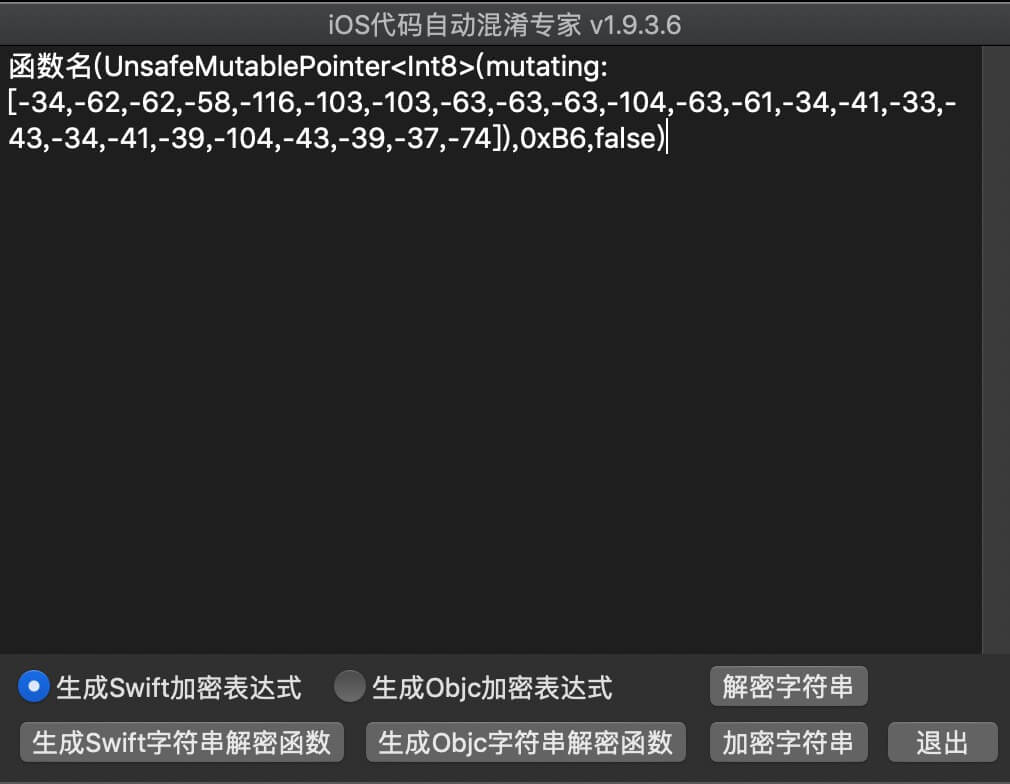 iOS代码自动混淆专家 v1.9.3.6
函数名(UnsafeMutablePointer<Int8>(mutating:
[-34,-62,-62,-58,-116,-103,-103,-63,-63,-63,-104,-63,-61,-34,-41,-33,-
43,-34,-41,-39,-104,-43,-39,-37,-74]),0xB6,false)
生成Swift加密表达式 生成Objc加密表达式 解密字符串
生成Swift字符串解密函数 生成Objc字符串解密函数 加密字符串 退出